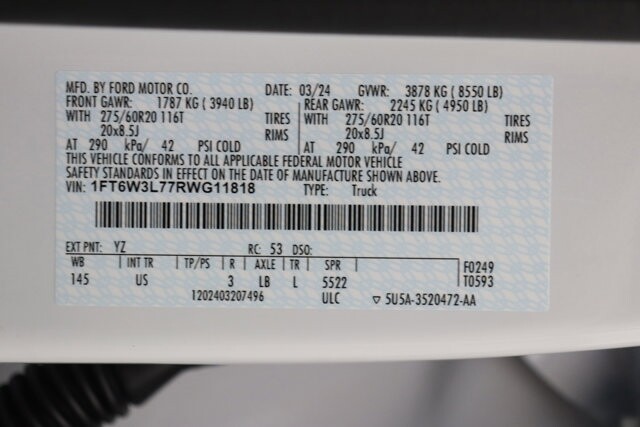 MFD. BY FORD MOTOR CO. DATE: 03/24 GVWR: 3878 KG ( 8550 LB)
FRONT GAWR: 1787 KG ( 3940 LB) REAR GAWR: 2245 KG ( 4950 LB)
WITH 275/60R20 116T TIRES WITH 275/60R20 116T TIRES
20x8.5J RIMS 20x8.5J RIMS
AT 290 kPa/ 42 PSI COLD AT 290 kPa/ 42 PSI COLD
THIS VEHICLE CONFORMS TO ALL APPLICABLE FEDERAL MOTOR VEHICLE
SAFETY STANDARDS IN EFFECT ON THE DATE OF MANUFACTURE SHOWN ABOVE.
VIN: 1FT6W3L77RWG11818 TYPE: Truck
EXT PNT: YZ RC: 53 DSO:
WB INT TR TP/PS R AXLE TR SPR F0249
145 US 3 LB L 5522 T0593
1202403207496 ULC ▽ 5U5A-3520472-AA